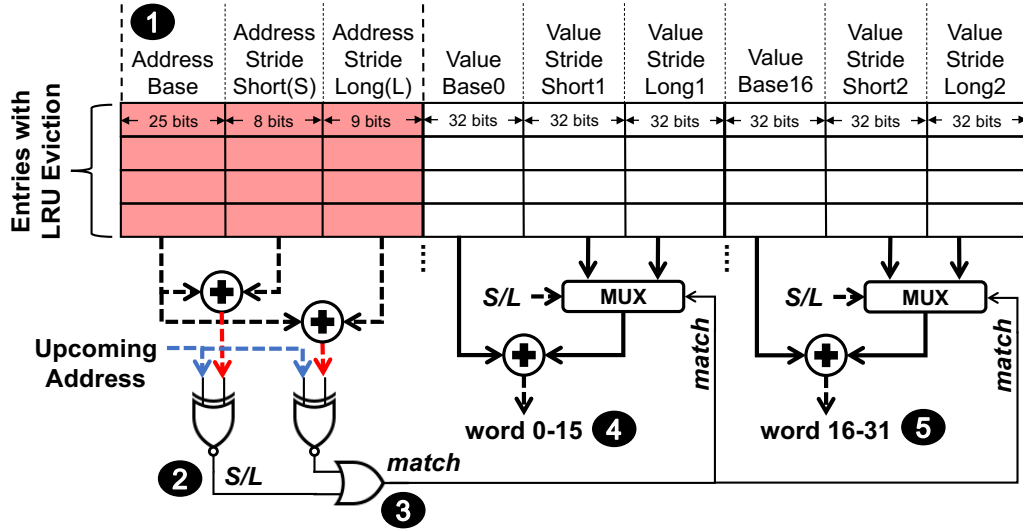 1
Address Base
Address Stride Short(S)
Address Stride Long(L)
Value Base0
Value Stride Short1
Value Stride Long1
Value Base16
Value Stride Short2
Value Stride Long2
Entries with
LRU Eviction
25 bits
8 bits
9 bits
32 bits
32 bits
32 bits
32 bits
32 bits
32 bits
S/L
MUX
S/L
MUX
Upcoming
Address
match
match
word 0-15
4
word 16-31
5
2
S/L
match
3